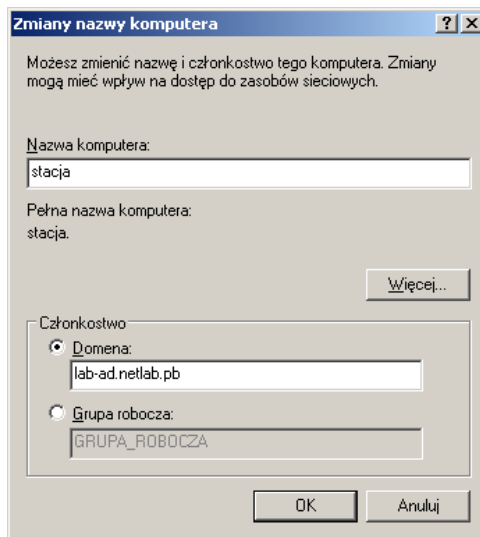 Zmiany nazwy komputera
Możesz zmienić nazwę i członkostwo tego komputera. Zmiany
mogą mieć wpływ na dostęp do zasobów sieciowych.
Nazwa komputera:
stacja
Pełna nazwa komputera:
stacja.
Więcej...
Członkostwo
Domena:
lab-ad.netlab.pb
Grupa robocza:
GRUPA_ROBOCZA
OK Anuluj